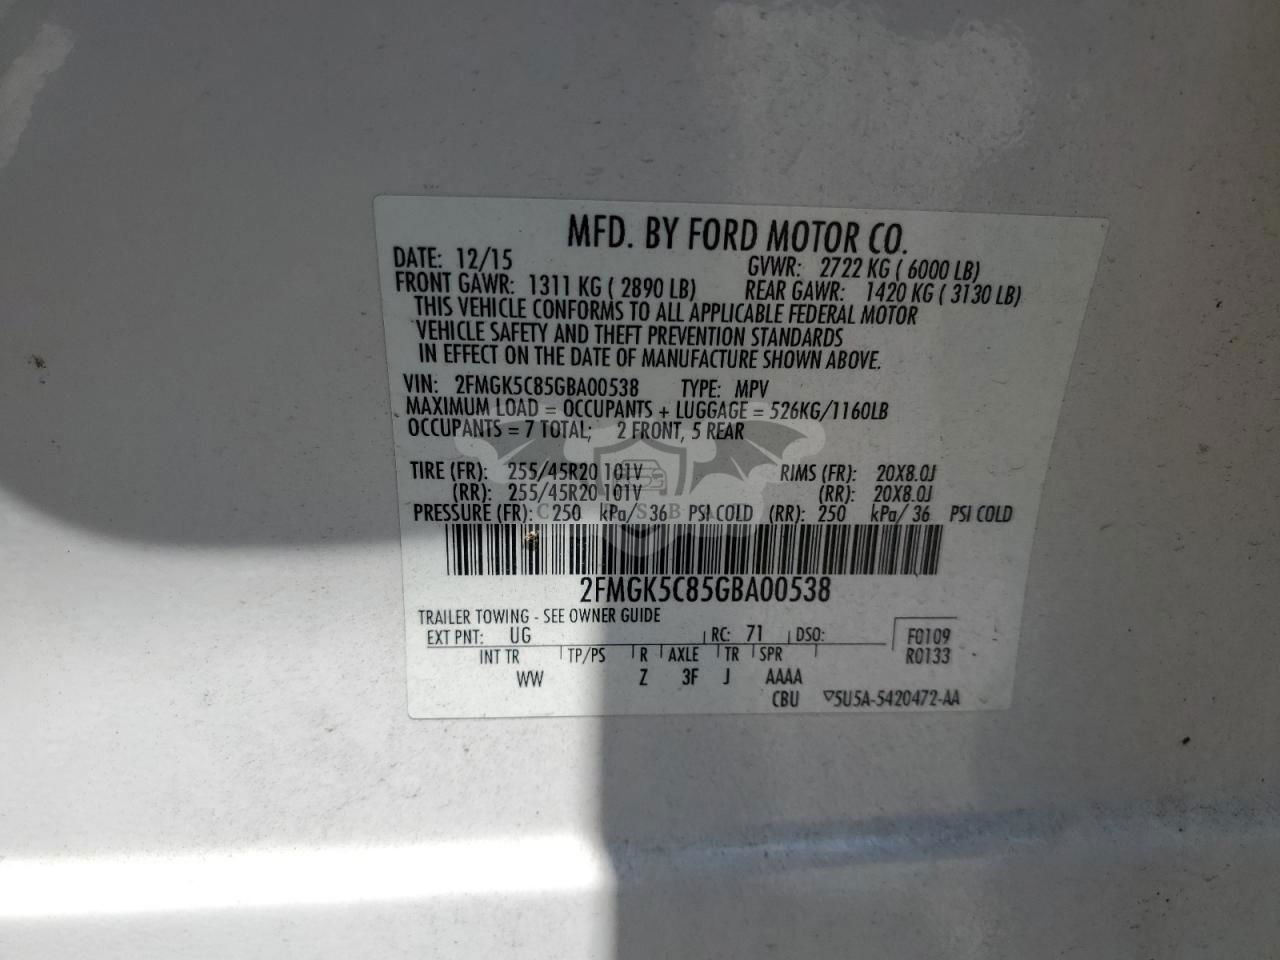 MFD. BY FORD MOTOR CO.
DATE: 12/15 GVWR: 2722 KG ( 6000 LB)
FRONT GAWR: 1311 KG ( 2890 LB) REAR GAWR: 1420 KG ( 3130 LB)
THIS VEHICLE CONFORMS TO ALL APPLICABLE FEDERAL MOTOR
VEHICLE SAFETY AND THEFT PREVENTION STANDARDS
IN EFFECT ON THE DATE OF MANUFACTURE SHOWN ABOVE.
VIN: 2FMGK5C85GBA00538 TYPE: MPV
MAXIMUM LOAD = OCCUPANTS + LUGGAGE = 526KG/1160LB
OCCUPANTS = 7 TOTAL; 2 FRONT, 5 REAR
TIRE (FR): 255/45R20 101V RIMS (FR): 20X8.0J
(RR): 255/45R20 101V (RR): 20X8.0J
PRESSURE (FR): 250 kPa/ 36 PSI COLD (RR): 250 kPa/ 36 PSI COLD
2FMGK5C85GBA00538
TRAILER TOWING - SEE OWNER GUIDE
EXT PNT: UG RC: 71 DSO: F0109
INT TR TP/PS R AXLE TR SPR R0133
WW Z 3F J AAAA
CBU ▽5U5A-5420472-AA